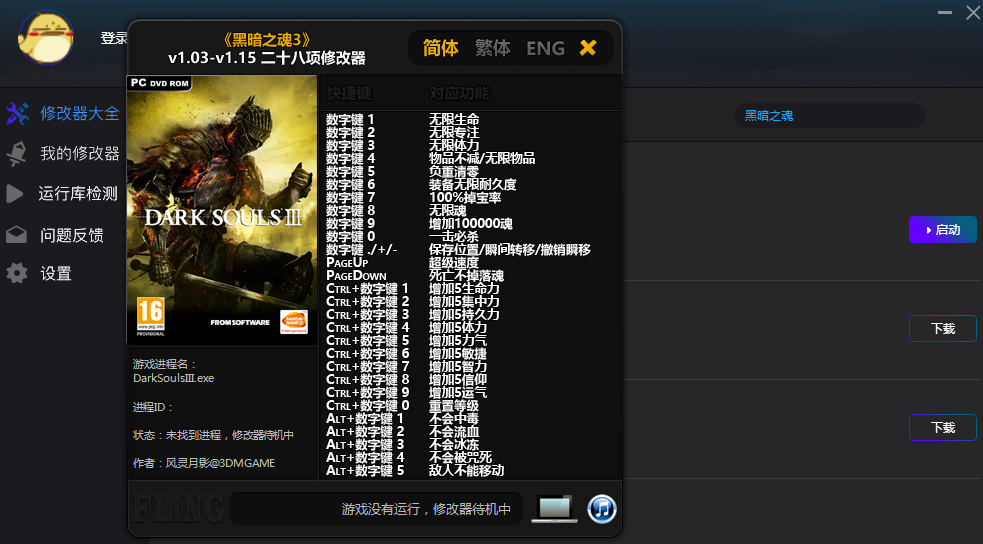 登录
《黑暗之魂3》
v1.03-v1.15 二十八项修改器
简体 繁体 ENG
修改器大全
我的修改器
运行库检测
问题反馈
设置
黑暗之魂
启动
下载
下载
PC DVD ROM
DARK SOULS III
16
www.pegi.info
PROVISIONAL
FROMSOFTWARE
BANDAI
NAMCO
Entertainment
游戏进程名：
DarkSoulsIII.exe
进程ID：
状态：未找到进程，修改器待机中
作者：风灵月影@3DMGAME
快捷键 对应功能
数字键 1 无限生命
数字键 2 无限专注
数字键 3 无限体力
数字键 4 物品不减/无限物品
数字键 5 负重清零
数字键 6 装备无限耐久度
数字键 7 100%掉宝率
数字键 8 无限魂
数字键 9 增加100000魂
数字键 0 一击必杀
数字键 ./+/- 保存位置/瞬间转移/撤销瞬移
PageUp 超级速度
PageDown 死亡不掉落魂
Ctrl+数字键 1 增加5生命力
Ctrl+数字键 2 增加5集中力
Ctrl+数字键 3 增加5持久力
Ctrl+数字键 4 增加5体力
Ctrl+数字键 5 增加5力气
Ctrl+数字键 6 增加5敏捷
Ctrl+数字键 7 增加5智力
Ctrl+数字键 8 增加5信仰
Ctrl+数字键 9 增加5运气
Ctrl+数字键 0 重置等级
Alt+数字键 1 不会中毒
Alt+数字键 2 不会流血
Alt+数字键 3 不会冰冻
Alt+数字键 4 不会被咒死
Alt+数字键 5 敌人不能移动
FLiNG
游戏没有运行，修改器待机中